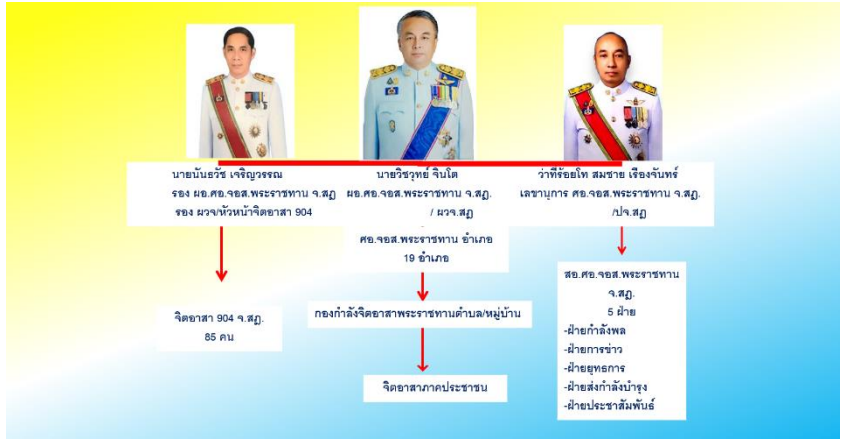 นายนันธวัช เจริญวรรณ
รอง ผอ.ศอ.จอส.พระราชทาน จ.สฎ
รอง ผวจ/หัวหน้าจิตอาสา 904
จิตอาสา 904 จ.สฎ.
85 คน
นายวิชวุทย์ จินโต
ผอ.ศอ.จอส.พระราชทาน จ.สฎ.
/ ผวจ.สฎ
ศอ.จอส.พระราชทาน อำเภอ
19 อำเภอ
กองกำลังจิตอาสาพระราชทานตำบล/หมู่บ้าน
จิตอาสาภาคประชาชน
ว่าที่ร้อยโท สมชาย เรืองจันทร์
เลขานุการ ศอ.จอส.พระราชทาน จ.สฎ.
/ปจ.สฎ
สอ.ศอ.จอส.พระราชทาน
จ.สฎ.
5 ฝ่าย
-ฝ่ายกำลังพล
-ฝ่ายการข่าว
-ฝ่ายยุทธการ
-ฝ่ายส่งกำลังบำรุง
-ฝ่ายประชาสัมพันธ์